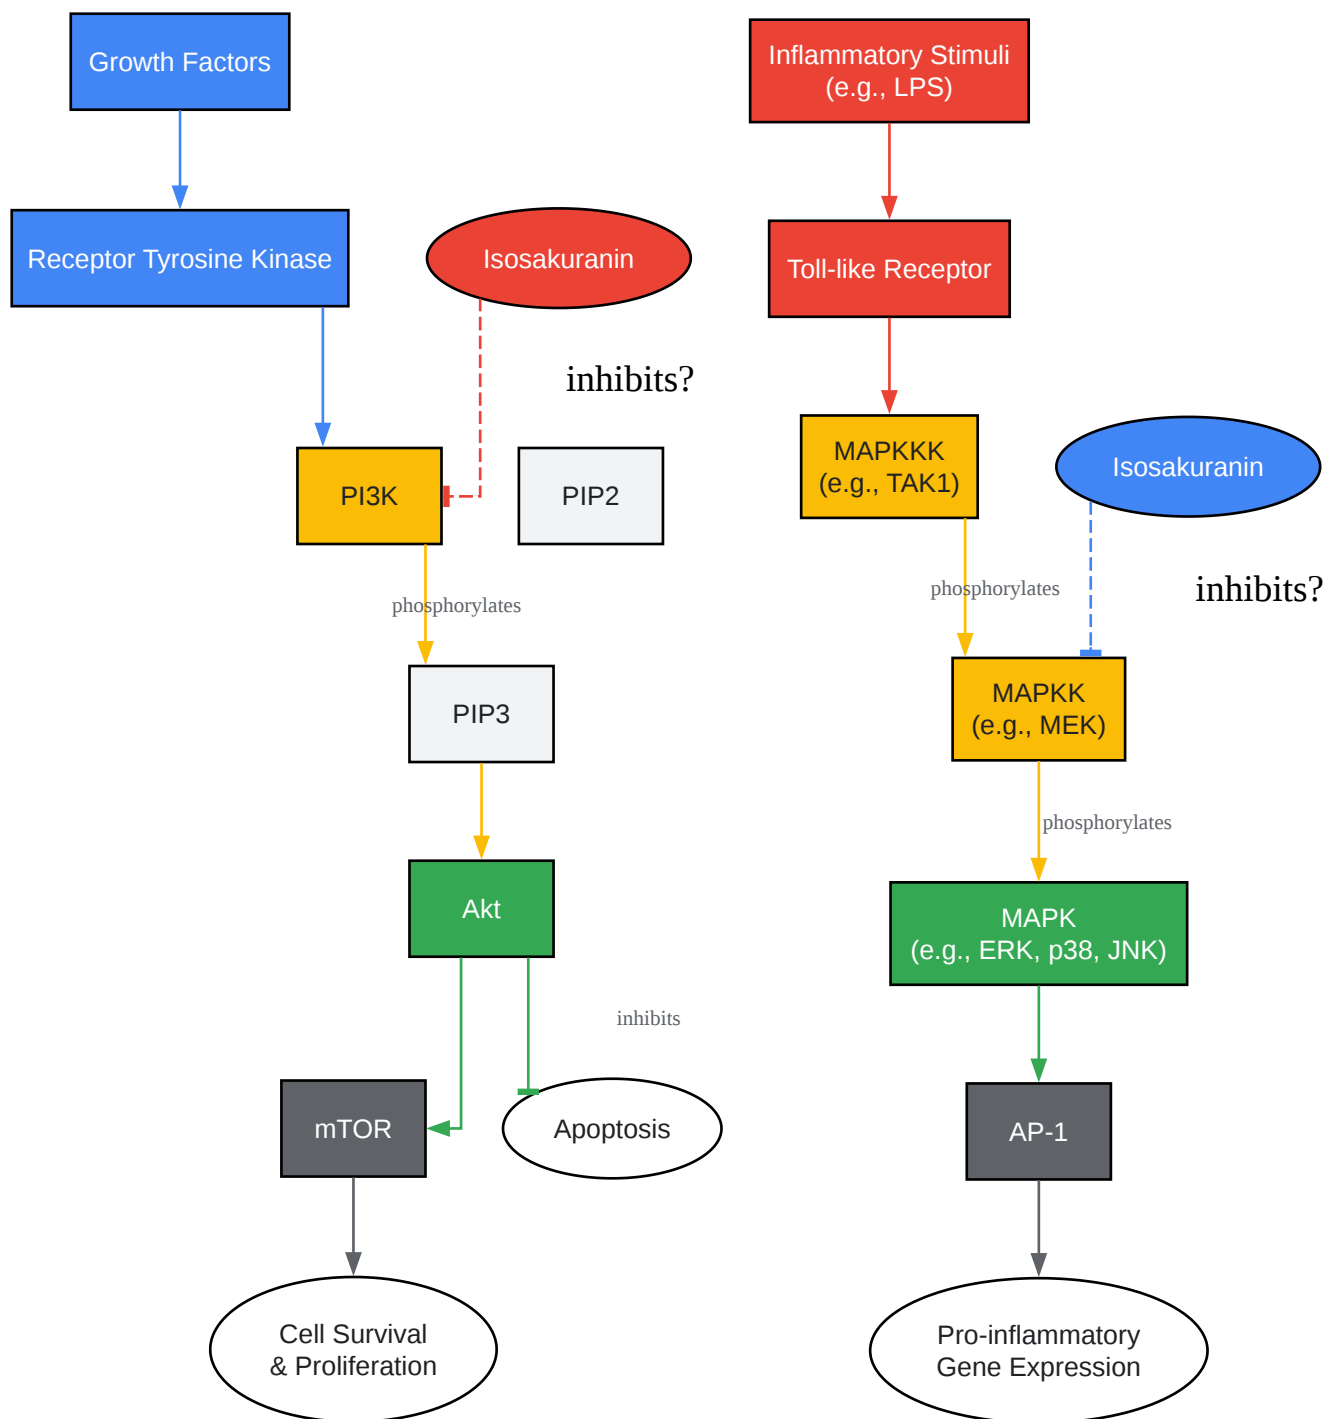 Growth Factors
Receptor Tyrosine Kinase
Isosakuranin
inhibits?
PI3K
PIP2
phosphorylates
PIP3
Akt
inhibits
mTOR
Apoptosis
Cell Survival
& Proliferation
Inflammatory Stimuli
(e.g., LPS)
Toll-like Receptor
MAPKKK
(e.g., TAK1)
Isosakuranin
phosphorylates
inhibits?
MAPKK
(e.g., MEK)
phosphorylates
MAPK
(e.g., ERK, p38, JNK)
AP-1
Pro-inflammatory
Gene Expression